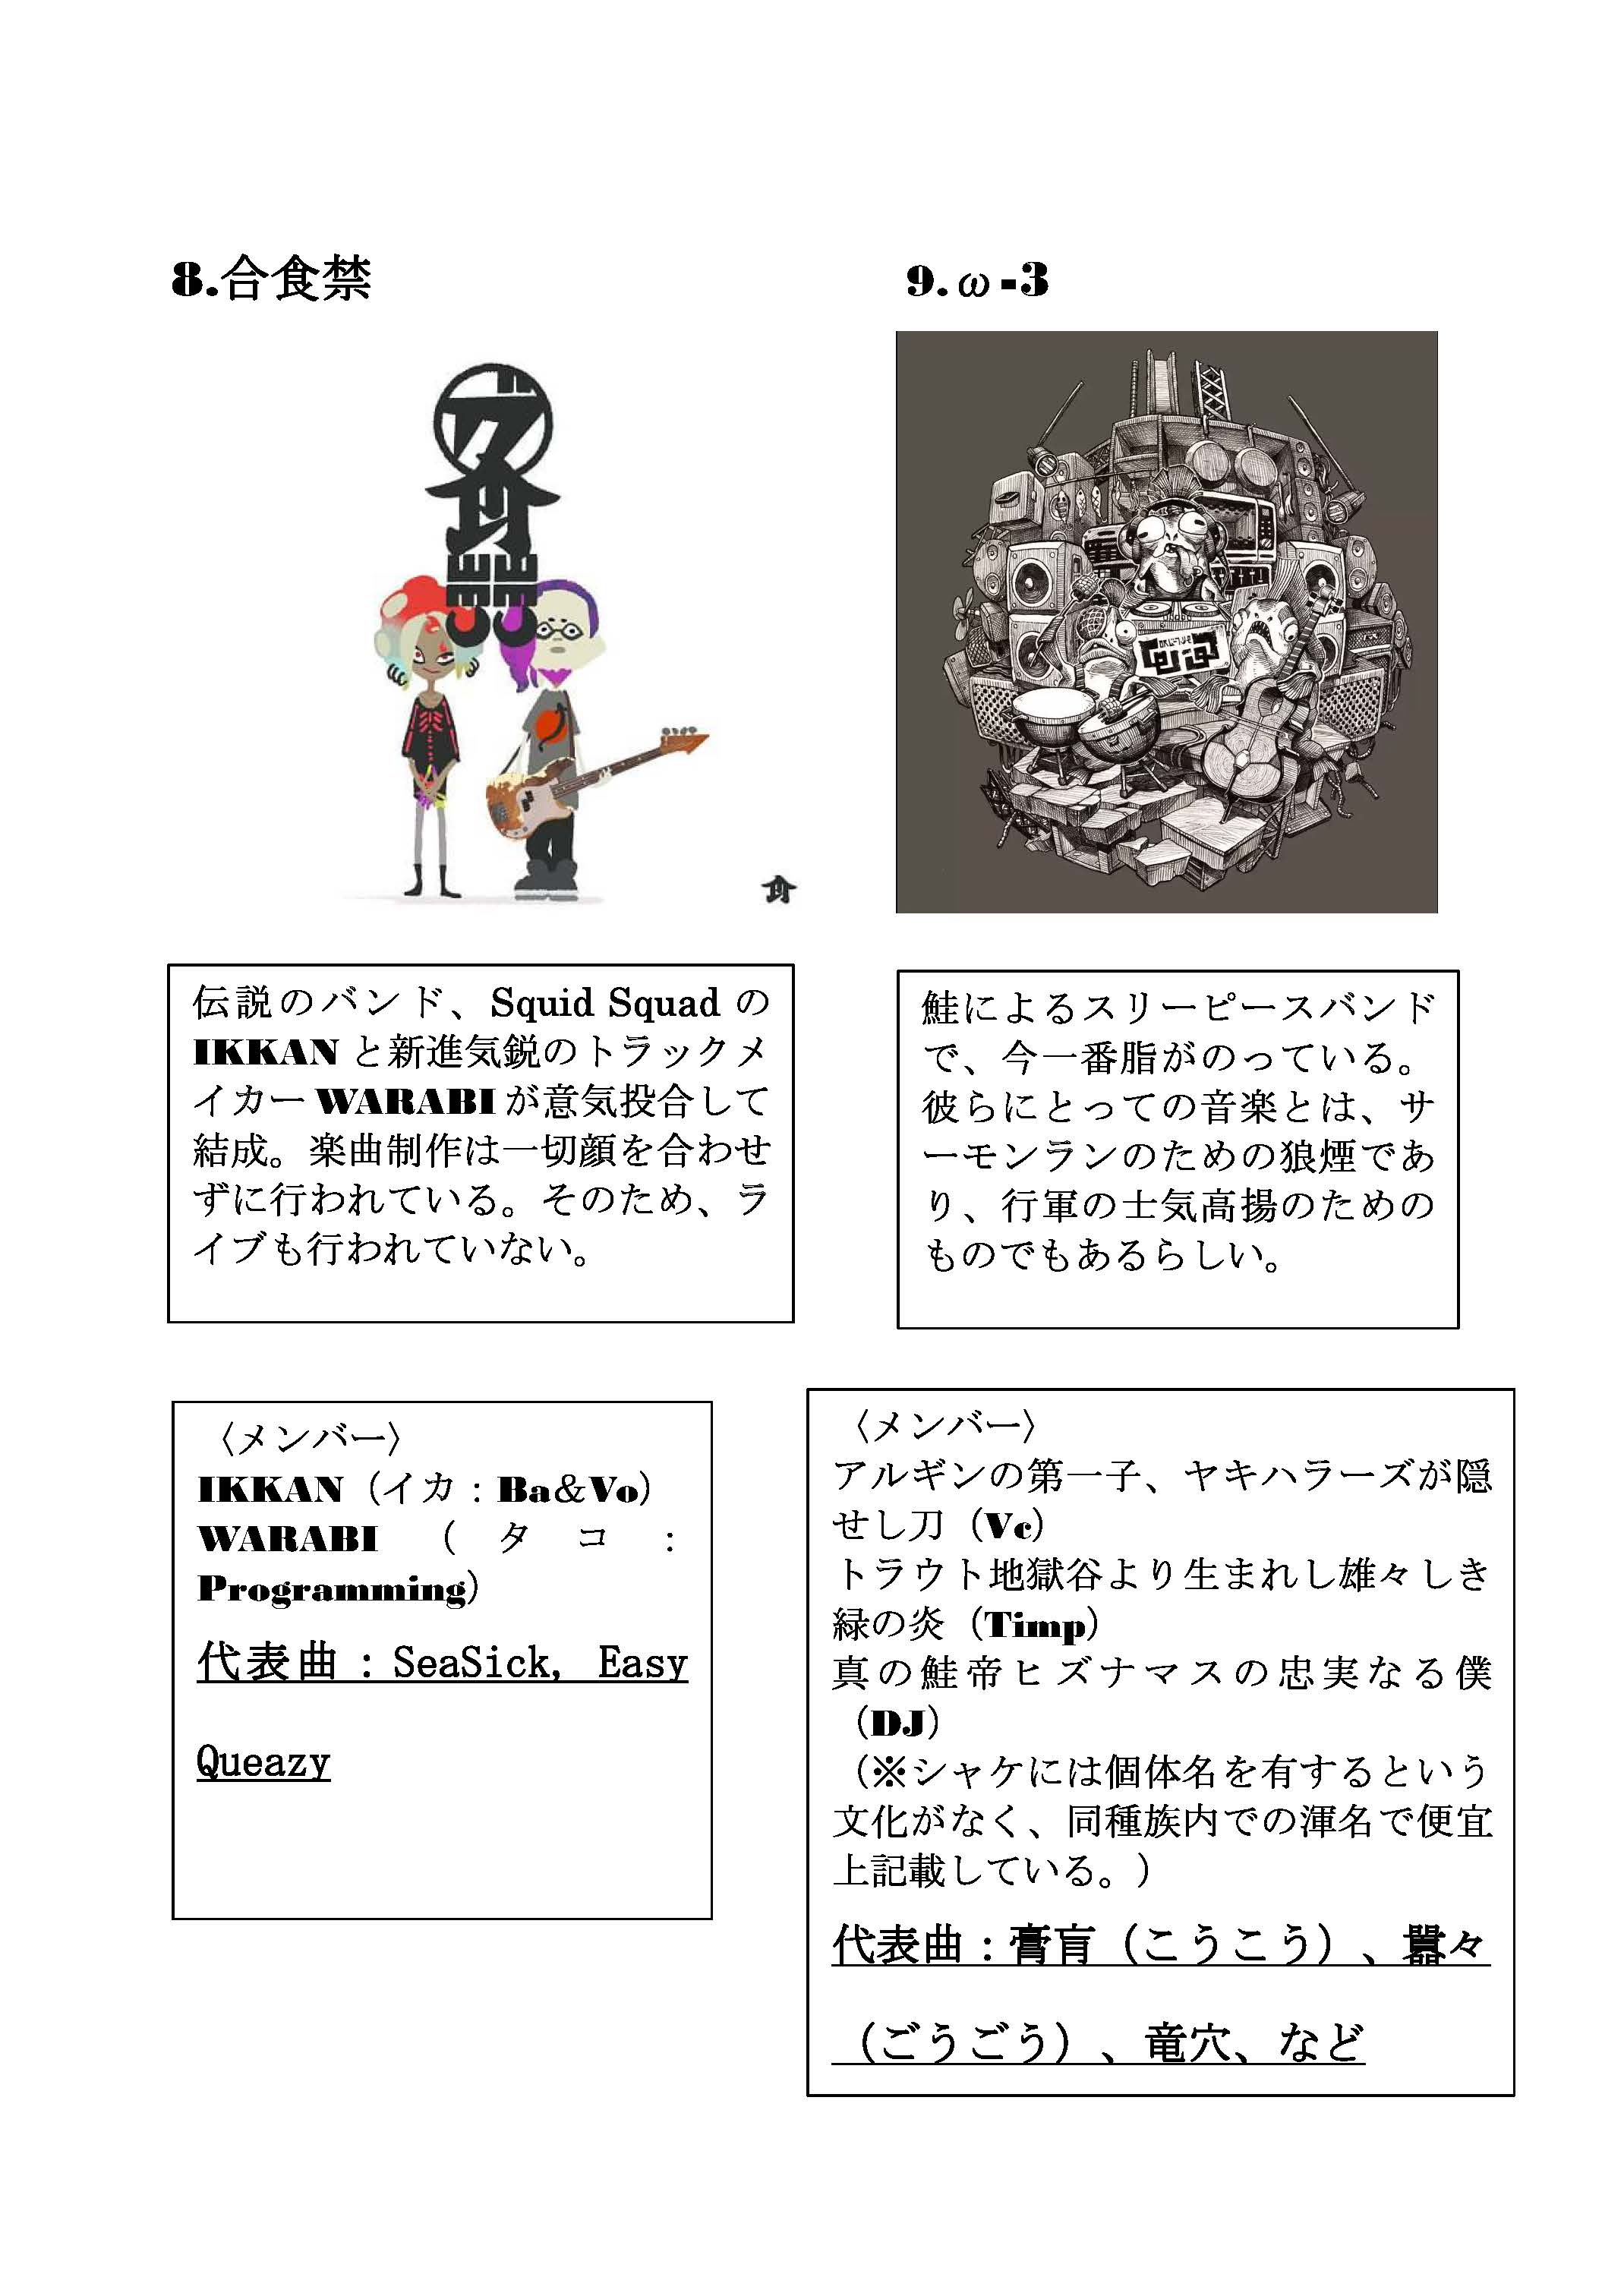 8.合食禁
伝説のバンド、Squid Squad の
IKKAN と新進気鋭のトラックメ
イカー WARABI が意気投合して
結成。楽曲制作は一切顔を合わせ
ずに行われている。そのため、ラ
イブも行われていない。
〈メンバー〉
IKKAN（イカ：Ba&Vo）
WARABI （タコ：
Programming）
代表曲：SeaSick, Easy
Queazy
9.ω-3
鮭によるスリーピースバンド
で、今一番脂がのっている。
彼らにとっての音楽とは、サ
ーモンランのための狼煙であ
り、行軍の士気高揚のための
ものでもあるらしい。
〈メンバー〉
アルギンの第一子、ヤキハラーズが隠
せし刀（Vc）
トラウト地獄谷より生まれし雄々しき
緑の炎（Timp）
真の鮭帝ヒズナマスの忠実なる僕
（DJ）
（※シャケには個体名を有するという
文化がなく、同種族内での渾名で便宜
上記載している。）
代表曲：膏肓（こうこう）、囂々
（ごうごう）、竜穴、など